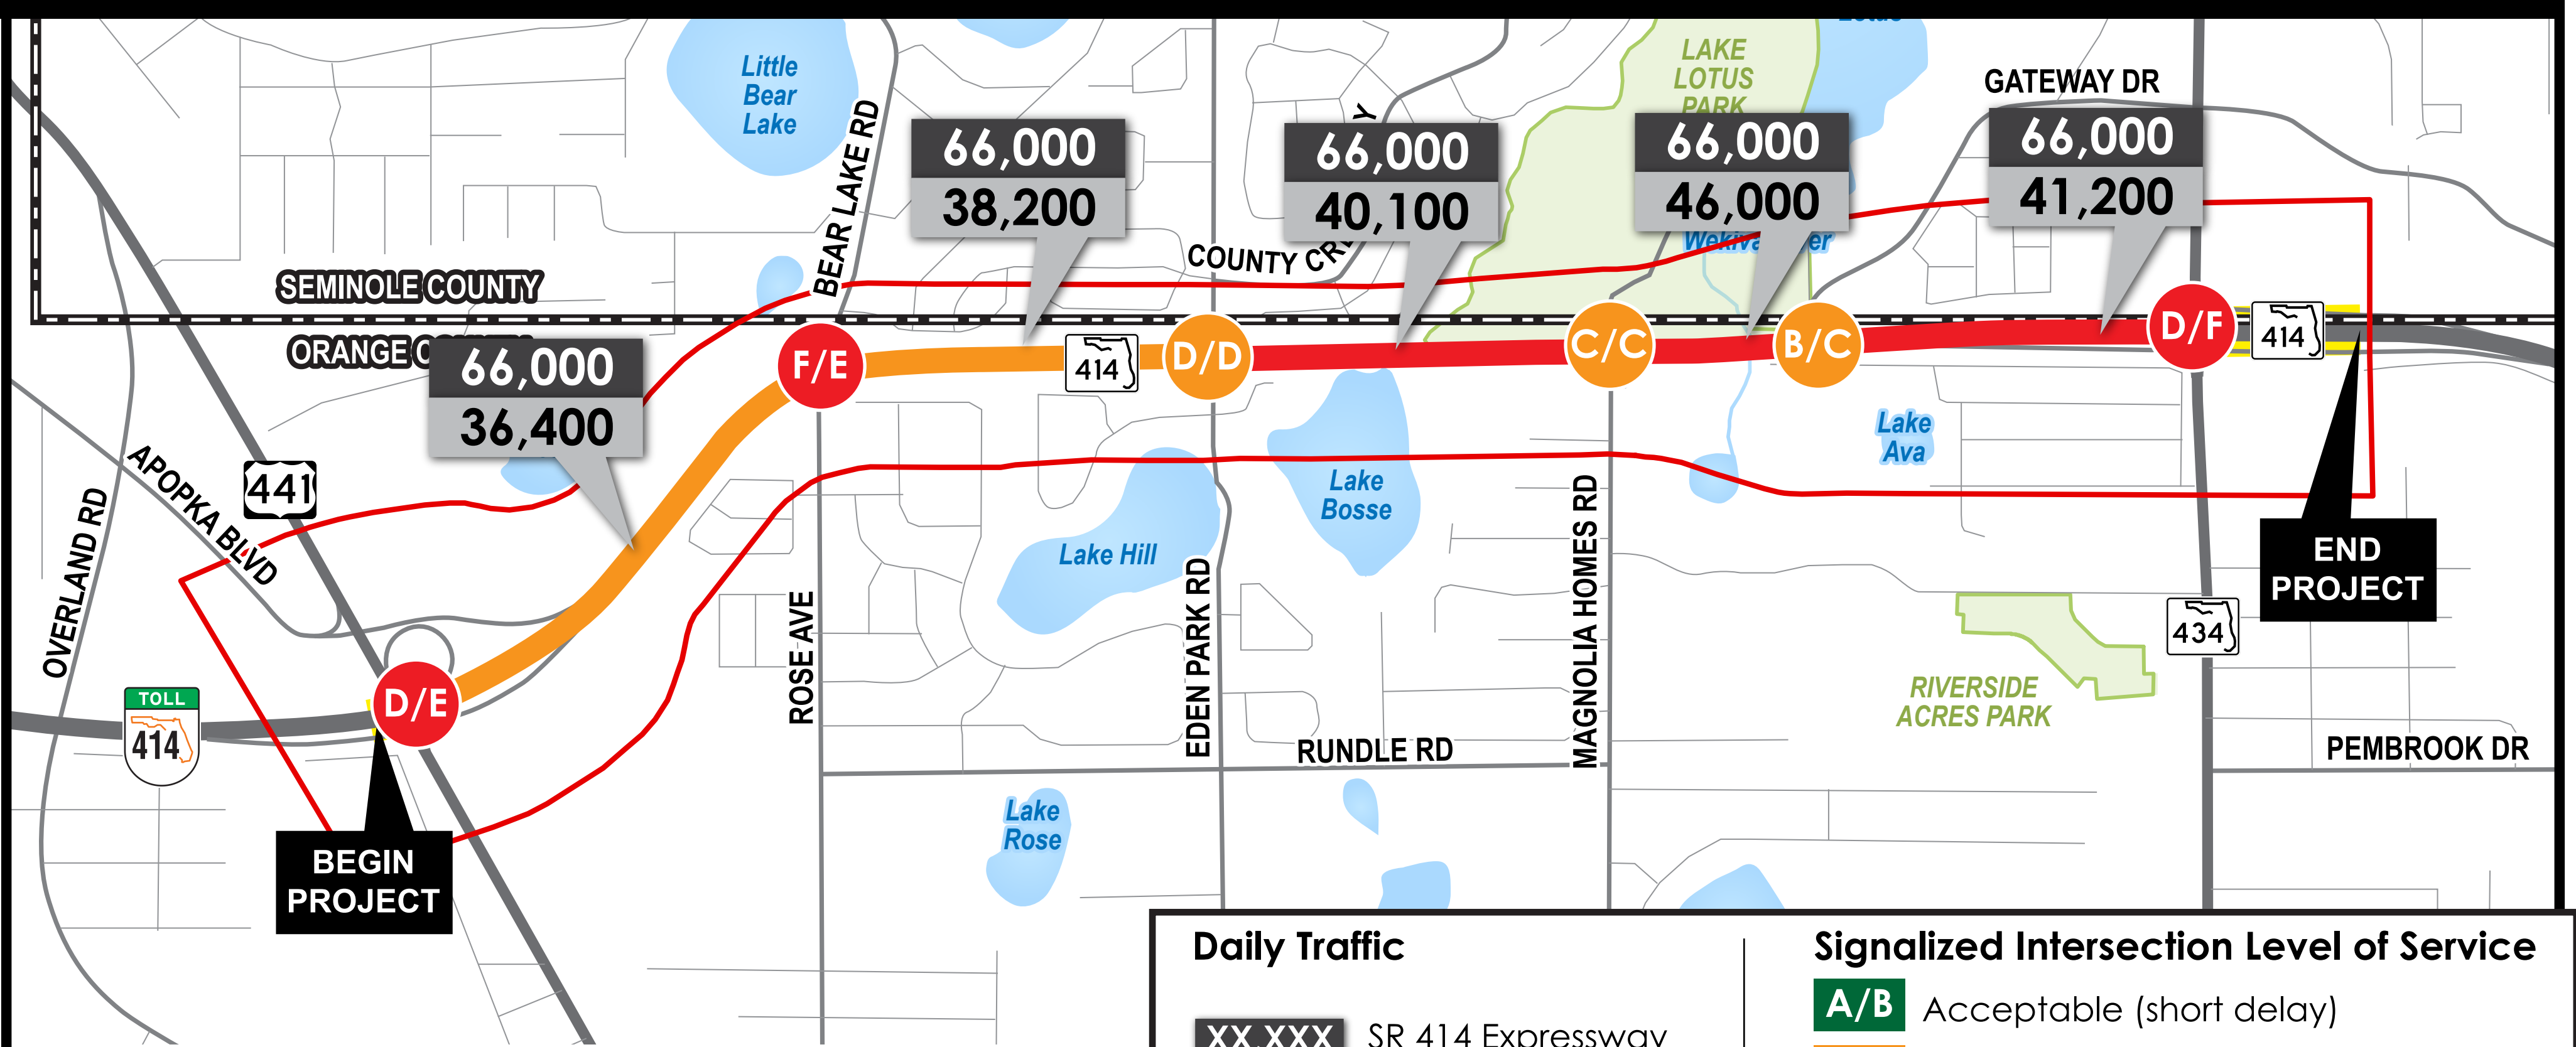 Little
Bear
Lake
BEAR LAKE RD
66,000
38,200
66,000
40,100
COUNTY
LAKE
LOTUS
PARK
66,000
46,000
GATEWAY DR
66,000
41,200
SEMINOLE COUNTY
66,000
36,400
F/E
414
D/D
C/C
B/C
D/F
414
441
APOPKA BLVD
OVERLAND RD
TOLL
414
D/E
BEGIN
PROJECT
ROSE AVE
Lake Hill
EDEN PARK RD
Lake
Bosse
RUNDLE RD
Lake
Rose
MAGNOLIA HOMES RD
Lake
Ava
RIVERSIDE
ACRES PARK
434
END
PROJECT
PEMBROOK DR
Daily Traffic
XX,XXX SR 414 Expressway
Signalized Intersection Level of Service
A/B Acceptable (short delay)